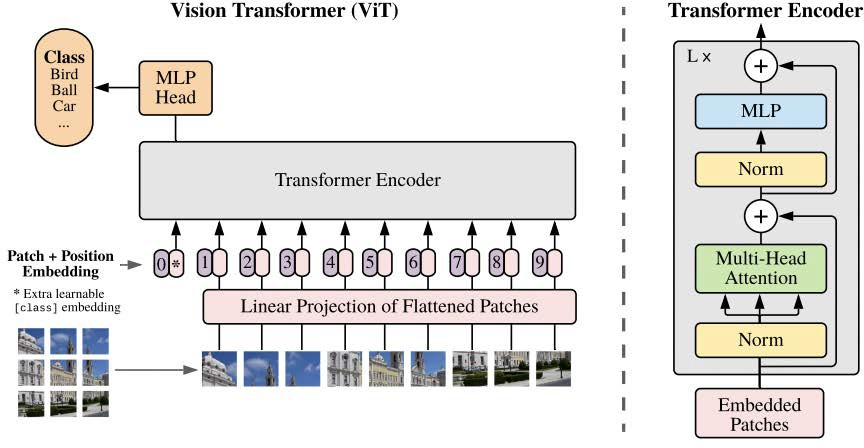 Vision Transformer (ViT)
Class
Bird
Ball
Car
...
MLP
Head
Transformer Encoder
Patch + Position
Embedding
0 * 1 2 3 4 5 6 7 8 9
* Extra learnable
[class] embedding
Linear Projection of Flattened Patches
Transformer Encoder
L x
+
MLP
Norm
+
Multi-Head
Attention
Norm
Embedded
Patches